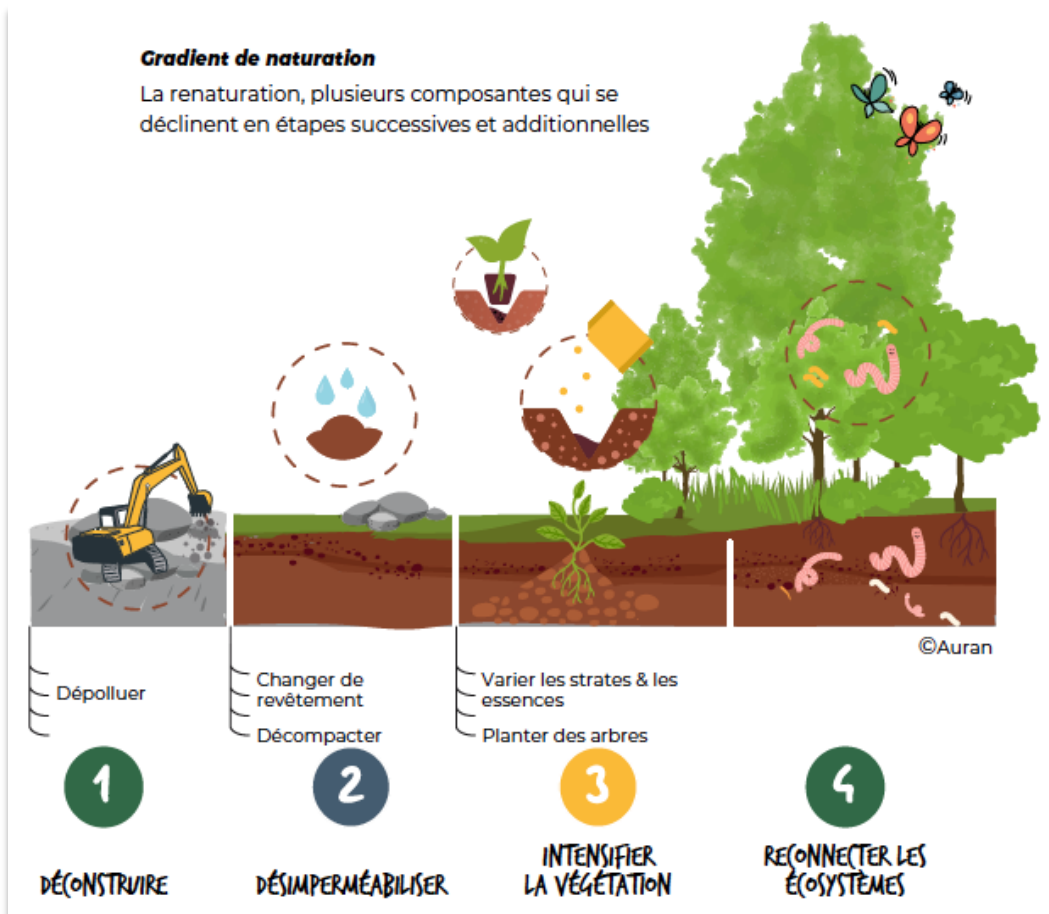 Gradient de naturation
La renaturation, plusieurs composantes qui se
déclinent en étapes successives et additionnelles
©Auran
Dépolluer
Changer de
revêtement
Décompacter
Varier les strates & les
essences
Planter des arbres
1
2
3
4
DÉCONSTRUIRE
DÉSIMPERMÉABILISER
INTENSIFIER
LA VÉGÉTATION
RECONNECTER LES
ÉCOSYSTÈMES